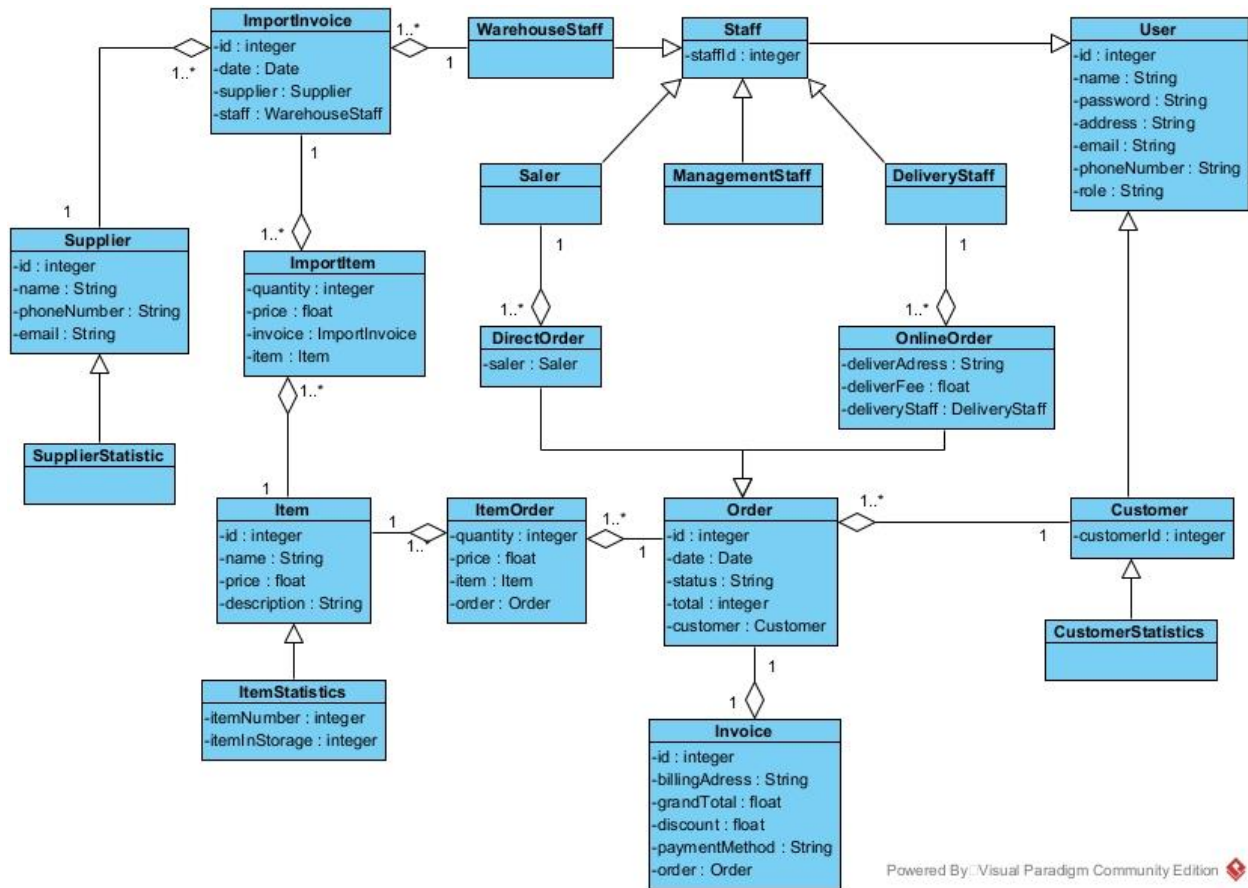 ImportInvoice
-id : integer
-date : Date
-supplier : Supplier
-staff : WarehouseStaff
1..*
1..*
1
WarehouseStaff
Staff
-staffId : integer
User
-id : integer
-name : String
-password : String
-address : String
-email : String
-phoneNumber : String
-role : String
1
1
Saler
ManagementStaff
DeliveryStaff
1..*
1
1
Supplier
-id : integer
-name : String
-phoneNumber : String
-email : String
ImportItem
-quantity : integer
-price : float
-invoice : ImportInvoice
-item : Item
1..*
1..*
1..*
DirectOrder
-saler : Saler
OnlineOrder
-deliverAdress : String
-deliverFee : float
-deliveryStaff : DeliveryStaff
SupplierStatistic
1
Item
-id : integer
-name : String
-price : float
-description : String
1
1..*
ItemOrder
-quantity : integer
-price : float
-item : Item
-order : Order
1..*
1
Order
-id : integer
-date : Date
-status : String
-total : integer
-customer : Customer
1..*
1
Customer
-customerId : integer
CustomerStatistics
ItemStatistics
-itemNumber : integer
-itemInStorage : integer
1
1
Invoice
-id : integer
-billingAdress : String
-grandTotal : float
-discount : float
-paymentMethod : String
-order : Order
Powered By Visual Paradigm Community Edition